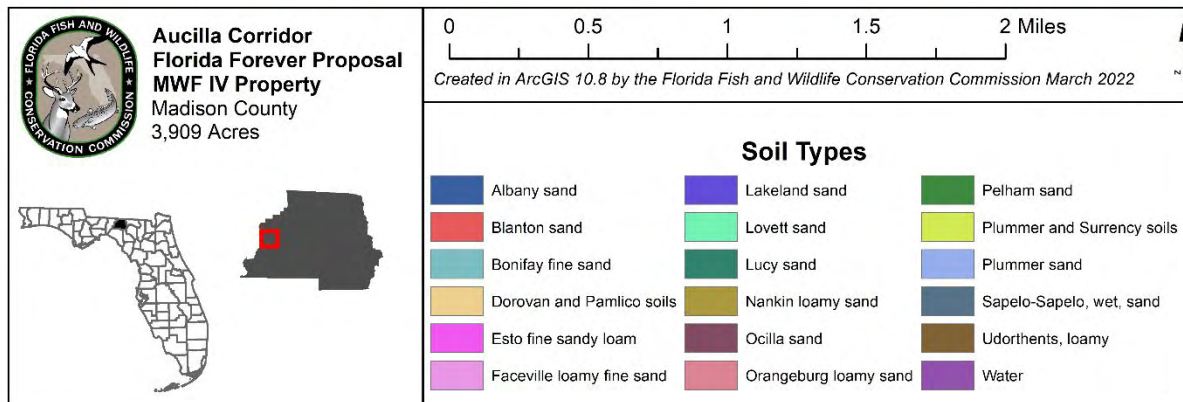 FLORIDA FISH AND WILDLIFE
CONSERVATION COMMISSION
Aucilla Corridor
Florida Forever Proposal
MWF IV Property
Madison County
3,909 Acres
0 0.5 1 2 Miles
Created in ArcGIS 10.8 by the Florida Fish and Wildlife Conservation Commission March 2022
Soil Types
Albany sand
Blanton sand
Bonifay fine sand
Dorovan and Pamlico soils
Esto fine sandy loam
Faceville loamy fine sand
Lakeland sand
Lovett sand
Lucy sand
Nankin loamy sand
Ocilla sand
Orangeburg loamy sand
Pelham sand
Plummer and Surrency soils
Plummer sand
Sapelo-Sapelo, wet, sand
Udorthents, loamy
Water